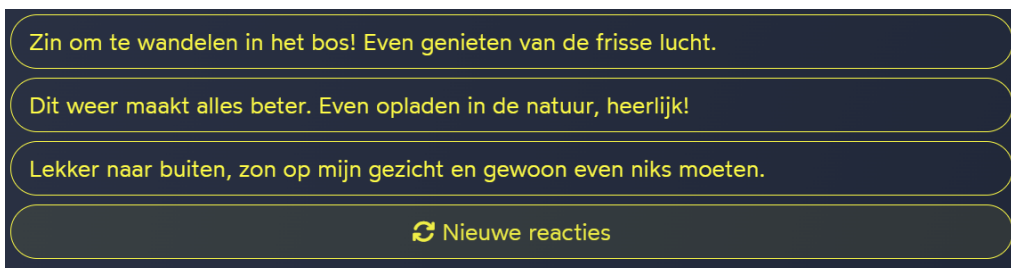 Zin om te wandelen in het bos! Even genieten van de frisse lucht.
Dit weer maakt alles beter. Even opladen in de natuur, heerlijk!
Lekker naar buiten, zon op mijn gezicht en gewoon even niks moeten.
Nieuwe reacties